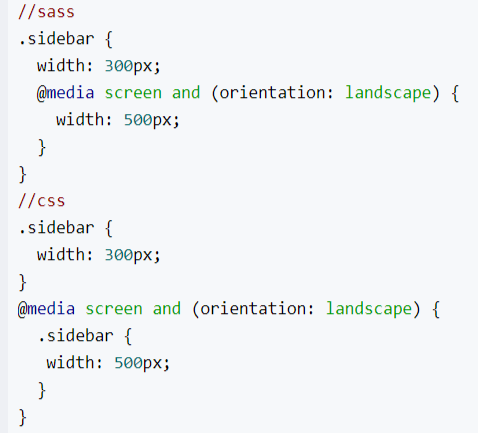 //sass
.sidebar {
  width: 300px;
  @media screen and (orientation: landscape) {
    width: 500px;
  }
}
//css
.sidebar {
  width: 300px;
}
@media screen and (orientation: landscape) {
  .sidebar {
   width: 500px;
  }
}